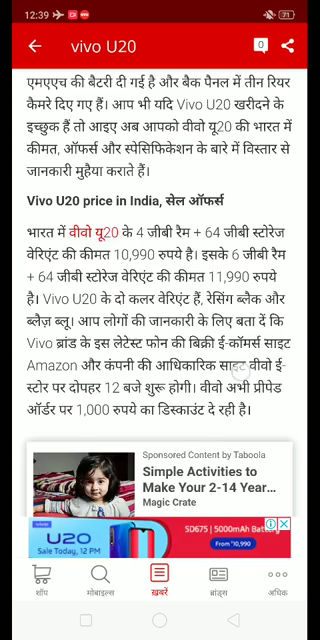 12:39
71
vivo U20
0
एमएएच की बैटरी दी गई है और बैक पैनल में तीन रियर
कैमरे दिए गए हैं। आप भी यदि Vivo U20 खरीदने के
इच्छुक हैं तो आइए अब आपको वीवो यू20 की भारत में
कीमत, ऑफर्स और स्पेसिफिकेशन के बारे में विस्तार से
जानकारी मुहैया कराते हैं।
Vivo U20 price in India, सेल ऑफर्स
भारत में वीवो यू20 के 4 जीबी रैम + 64 जीबी स्टोरेज
वेरिएंट की कीमत 10,990 रुपये है। इसके 6 जीबी रैम
+ 64 जीबी स्टोरेज वेरिएंट की कीमत 11,990 रुपये
है। Vivo U20 के दो कलर वेरिएंट हैं, रेसिंग ब्लैक और
ब्लैज़ ब्लू। आप लोगों की जानकारी के लिए बता दें कि
Vivo ब्रांड के इस लेटेस्ट फोन की बिक्री ई-कॉमर्स साइट
Amazon और कंपनी की आधिकारिक साइट वीवो ई-
स्टोर पर दोपहर 12 बजे शुरू होगी। वीवो अभी प्रीपेड
ऑर्डर पर 1,000 रुपये का डिस्काउंट दे रही है।
Sponsored Content by Taboola
Simple Activities to
Make Your 2-14 Year...
Magic Crate
vivo
U20
Sale Today, 12 PM
SD675 | 5000mAh Battery
From ₹10,990
शॉप
मोबाइल्स
ख़बरें
ब्रांड्स
अधिक